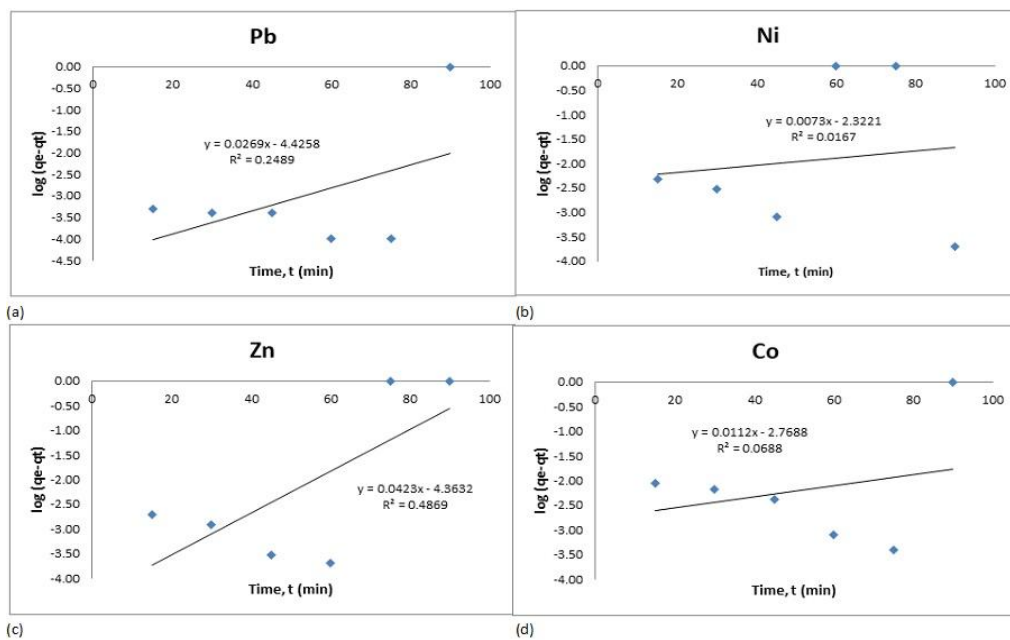 Pb
0.00
0 20 40 60 80 100
-0.50
-1.00
-1.50
-2.00
-2.50
-3.00
-3.50
-4.00
-4.50
log (qe-qt)
y = 0.0269x - 4.4258
R² = 0.2489
Time, t (min)
(a)
Ni
0.00
0 20 40 60 80 100
-0.50
-1.00
-1.50
-2.00
-2.50
-3.00
-3.50
-4.00
log (qe-qt)
y = 0.0073x - 2.3221
R² = 0.0167
Time, t (min)
(b)
Zn
0.00
0 20 40 60 80 100
-0.50
-1.00
-1.50
-2.00
-2.50
-3.00
-3.50
-4.00
log (qe-qt)
y = 0.0423x - 4.3632
R² = 0.4869
Time, t (min)
(c)
Co
0.00
0 20 40 60 80 100
-0.50
-1.00
-1.50
-2.00
-2.50
-3.00
-3.50
-4.00
log (qe-qt)
y = 0.0112x - 2.7688
R² = 0.0688
Time, t (min)
(d)